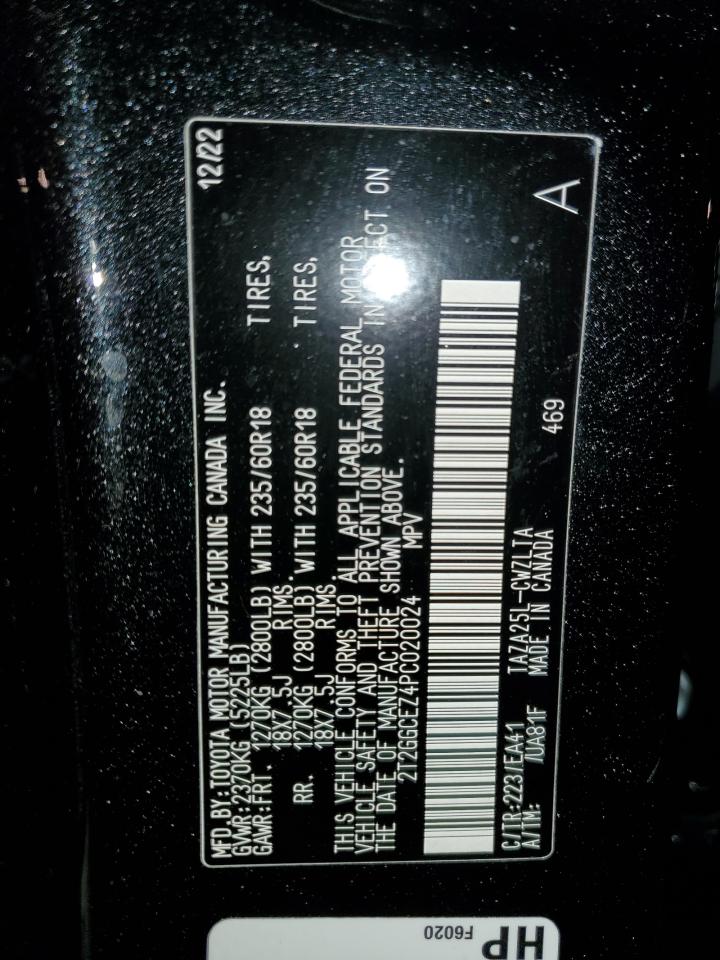 MFD.BY:TOYOTA MOTOR MANUFACTURING CANADA INC. 12/22
GVWR:2370KG (5225LB)
GAWR:FRT. 1270KG (2800LB) WITH 235/60R18 TIRES,
18X7.5J RIMS.
RR. 1270KG (2800LB) WITH 235/60R18 TIRES,
18X7.5J RIMS.
THIS VEHICLE CONFORMS TO ALL APPLICABLE FEDERAL MOTOR
VEHICLE SAFETY AND THEFT PREVENTION STANDARDS IN EFFECT ON
THE DATE OF MANUFACTURE SHOWN ABOVE.
2T2GGCEZ4PC020024 MPV
C/TR:223/EA41 TAZA25L-CWZLTA
A/TM: /UA81F MADE IN CANADA 469 A
HP
F6020